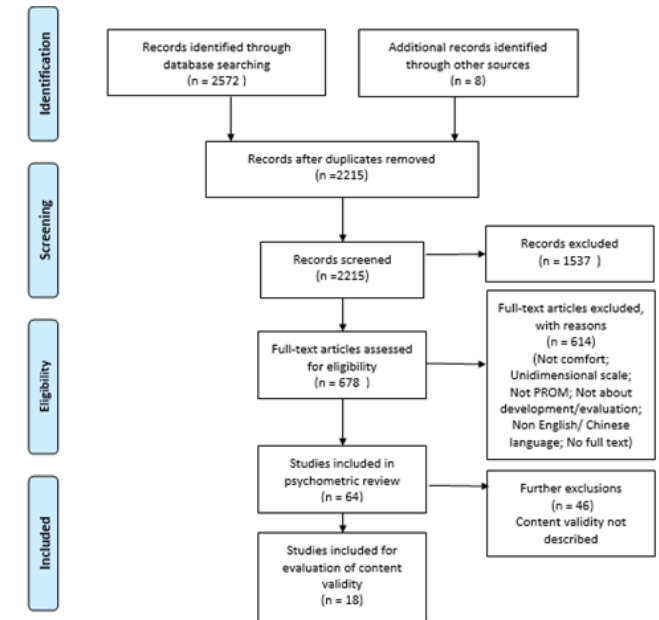 Identification
Records identified through
database searching
(n = 2572 )
Additional records identified
through other sources
(n = 8)
Records after duplicates removed
(n =2215)
Screening
Records screened
(n =2215)
Records excluded
(n = 1537 )
Eligibility
Full-text articles assessed
for eligibility
(n = 678 )
Full-text articles excluded,
with reasons
(n = 614)
(Not comfort;
Unidimensional scale;
Not PROM; Not about
development/evaluation;
Non English/ Chinese
language; No full text)
Studies included in
psychometric review
(n = 64)
Further exclusions
(n = 46)
Content validity not
described
Included
Studies included for
evaluation of content
validity
(n = 18)